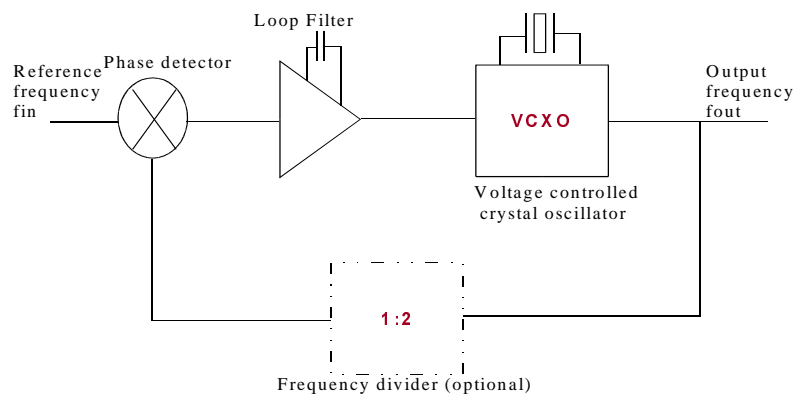 Loop Filter
Phase detector
Reference
frequency
fin
Output
frequency
fout
VCXO
Voltage controlled
crystal oscillator
1:2
Frequency divider (optional)